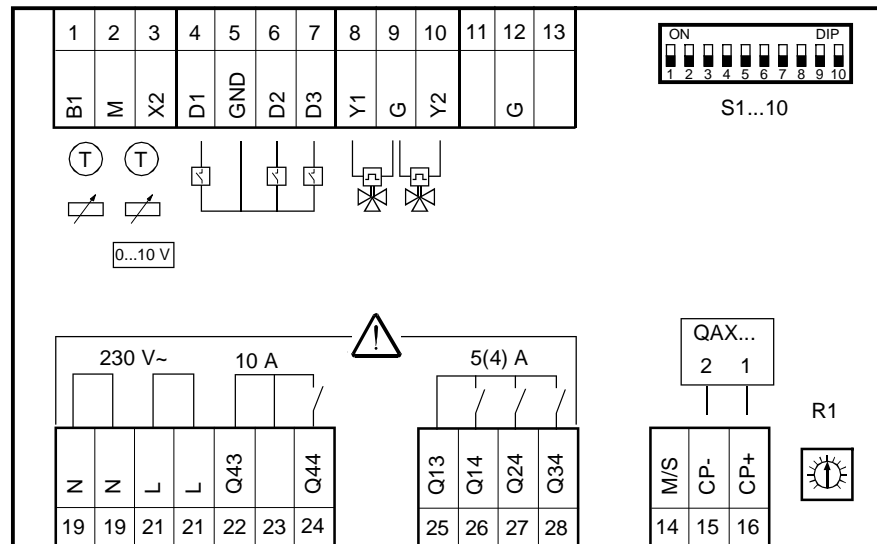 1 2 3 4 5 6 7 8 9 10 11 12 13
B1 M X2 D1 GND D2 D3 Y1 G Y2 G
ON DIP
1 2 3 4 5 6 7 8 9 10
S1...10
T T
0...10 V
230 V~ 10 A 5(4) A
QAX...
2 1
R1
N N L L Q43 Q44 Q13 Q14 Q24 Q34 M/S CP- CP+
19 19 21 21 22 23 24 25 26 27 28 14 15 16